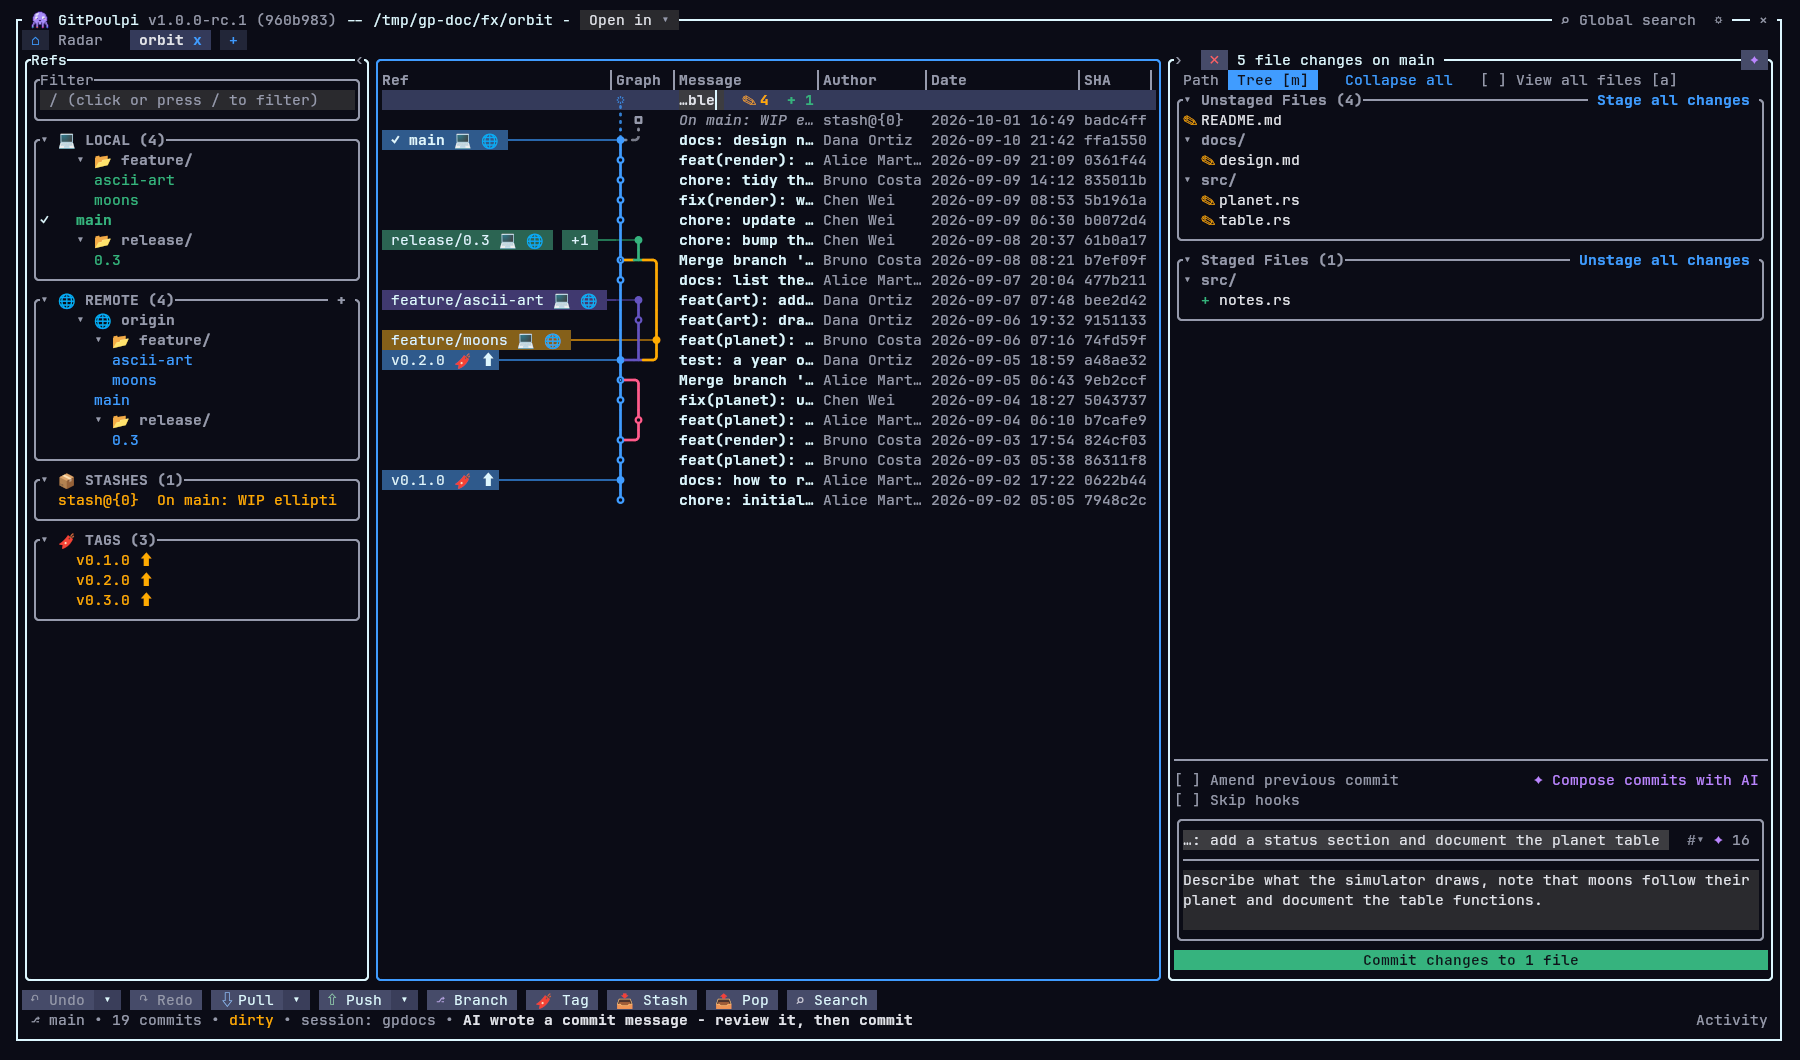 GitPoulpi v1.0.0-rc.1 (960b983) —— /tmp/gp-doc/fx/orbit - Open in ▾ Global search
Radar orbit x +
Refs
Filter
/ (click or press / to filter)
LOCAL (4)
feature/
ascii-art
moons
✓ main
release/
0.3
REMOTE (4) +
origin
feature/
ascii-art
moons
main
release/
0.3
STASHES (1)
stash@{0} On main: WIP ellipti
TAGS (3)
v0.1.0 ⬆
v0.2.0 ⬆
v0.3.0 ⬆
Ref Graph Message Author Date SHA
…ble ✎ 4 + 1
On main: WIP e… stash@{0} 2026-10-01 16:49 badc4ff
✓ main docs: design n… Dana Ortiz 2026-09-10 21:42 ffa1550
feat(render): … Alice Mart… 2026-09-09 21:09 0361f44
chore: tidy th… Bruno Costa 2026-09-09 14:12 835011b
fix(render): w… Chen Wei 2026-09-09 08:53 5b1961a
chore: update … Chen Wei 2026-09-09 06:30 b0072d4
release/0.3 +1 chore: bump th… Chen Wei 2026-09-08 20:37 61b0a17
Merge branch '… Bruno Costa 2026-09-08 08:21 b7ef09f
docs: list the… Alice Mart… 2026-09-07 20:04 477b211
feature/ascii-art feat(art): add… Dana Ortiz 2026-09-07 07:48 bee2d42
feat(art): dra… Dana Ortiz 2026-09-06 19:32 9151133
feature/moons feat(planet): … Bruno Costa 2026-09-06 07:16 74fd59f
v0.2.0 ⬆ test: a year o… Dana Ortiz 2026-09-05 18:59 a48ae32
Merge branch '… Alice Mart… 2026-09-05 06:43 9eb2ccf
fix(planet): u… Chen Wei 2026-09-04 18:27 5043737
feat(planet): … Alice Mart… 2026-09-04 06:10 b7cafe9
feat(render): … Bruno Costa 2026-09-03 17:54 824cf03
feat(planet): … Bruno Costa 2026-09-03 05:38 86311f8
v0.1.0 ⬆ docs: how to r… Alice Mart… 2026-09-02 17:22 0622b44
chore: initial… Alice Mart… 2026-09-02 05:05 7948c2c
✕ 5 file changes on main ✦
Path Tree [m] Collapse all [ ] View all files [a]
Unstaged Files (4) Stage all changes
README.md
docs/
design.md
src/
planet.rs
table.rs
Staged Files (1) Unstage all changes
src/
+ notes.rs
[ ] Amend previous commit ✦ Compose commits with AI
[ ] Skip hooks
…: add a status section and document the planet table #▾ ✦ 16
Describe what the simulator draws, note that moons follow their
planet and document the table functions.
Commit changes to 1 file
Undo ▾ Redo Pull ▾ Push ▾ Branch Tag Stash Pop Search
main • 19 commits • dirty • session: gpdocs • AI wrote a commit message - review it, then commit Activity